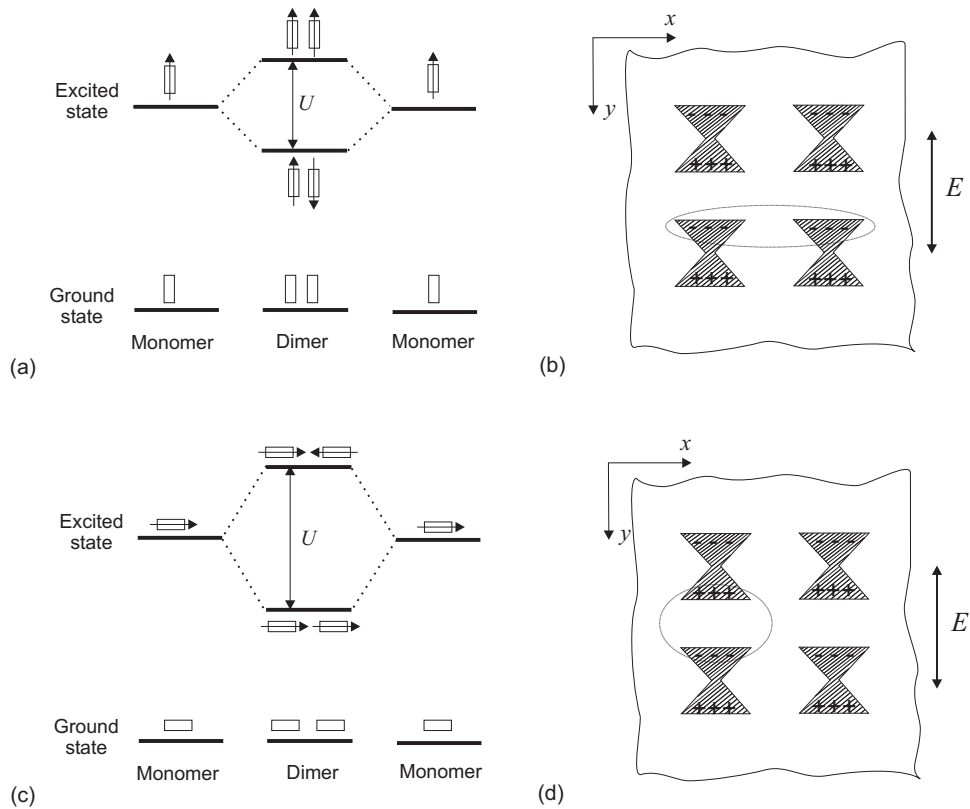 Excited
state
U
Ground
state
Monomer
Dimer
Monomer
(a)
x
y
- - -
- - -
+++
+++
E
- - -
- - -
+++
+++
(b)
Excited
state
U
Ground
state
Monomer
Dimer
Monomer
(c)
x
y
- - -
- - -
+++
+++
E
- - -
- - -
+++
+++
(d)